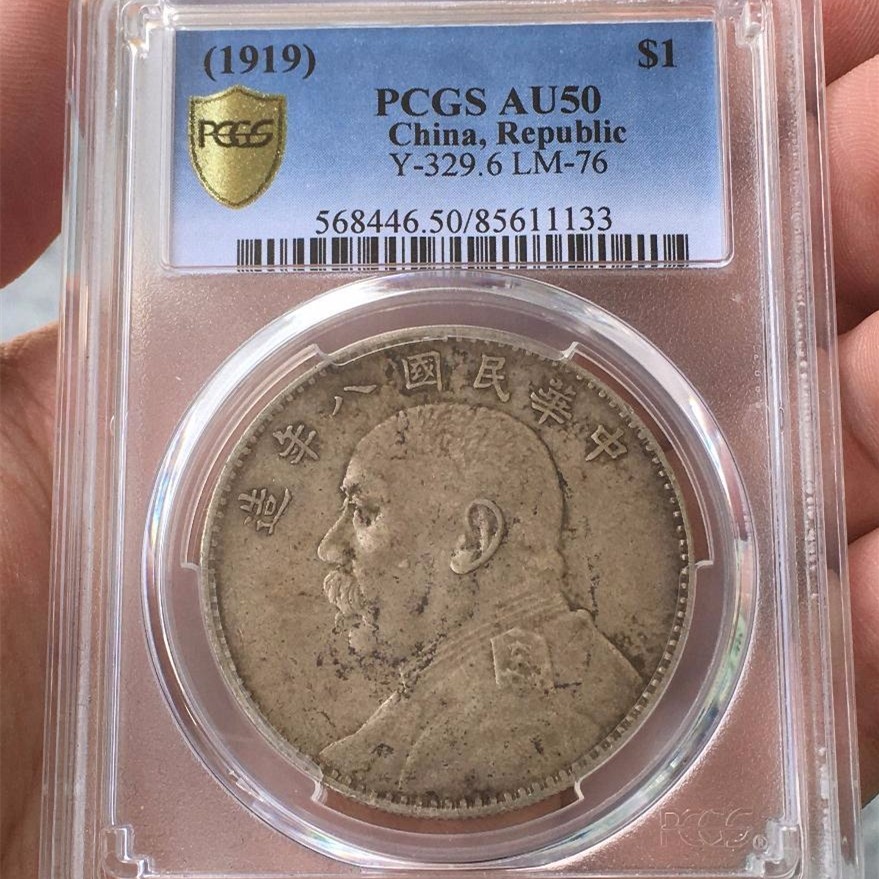 (1919) $1
PCGS AU50
PCGS
China, Republic
Y-329.6 LM-76
568446.50/85611133
造年八國民華中
PCGS®